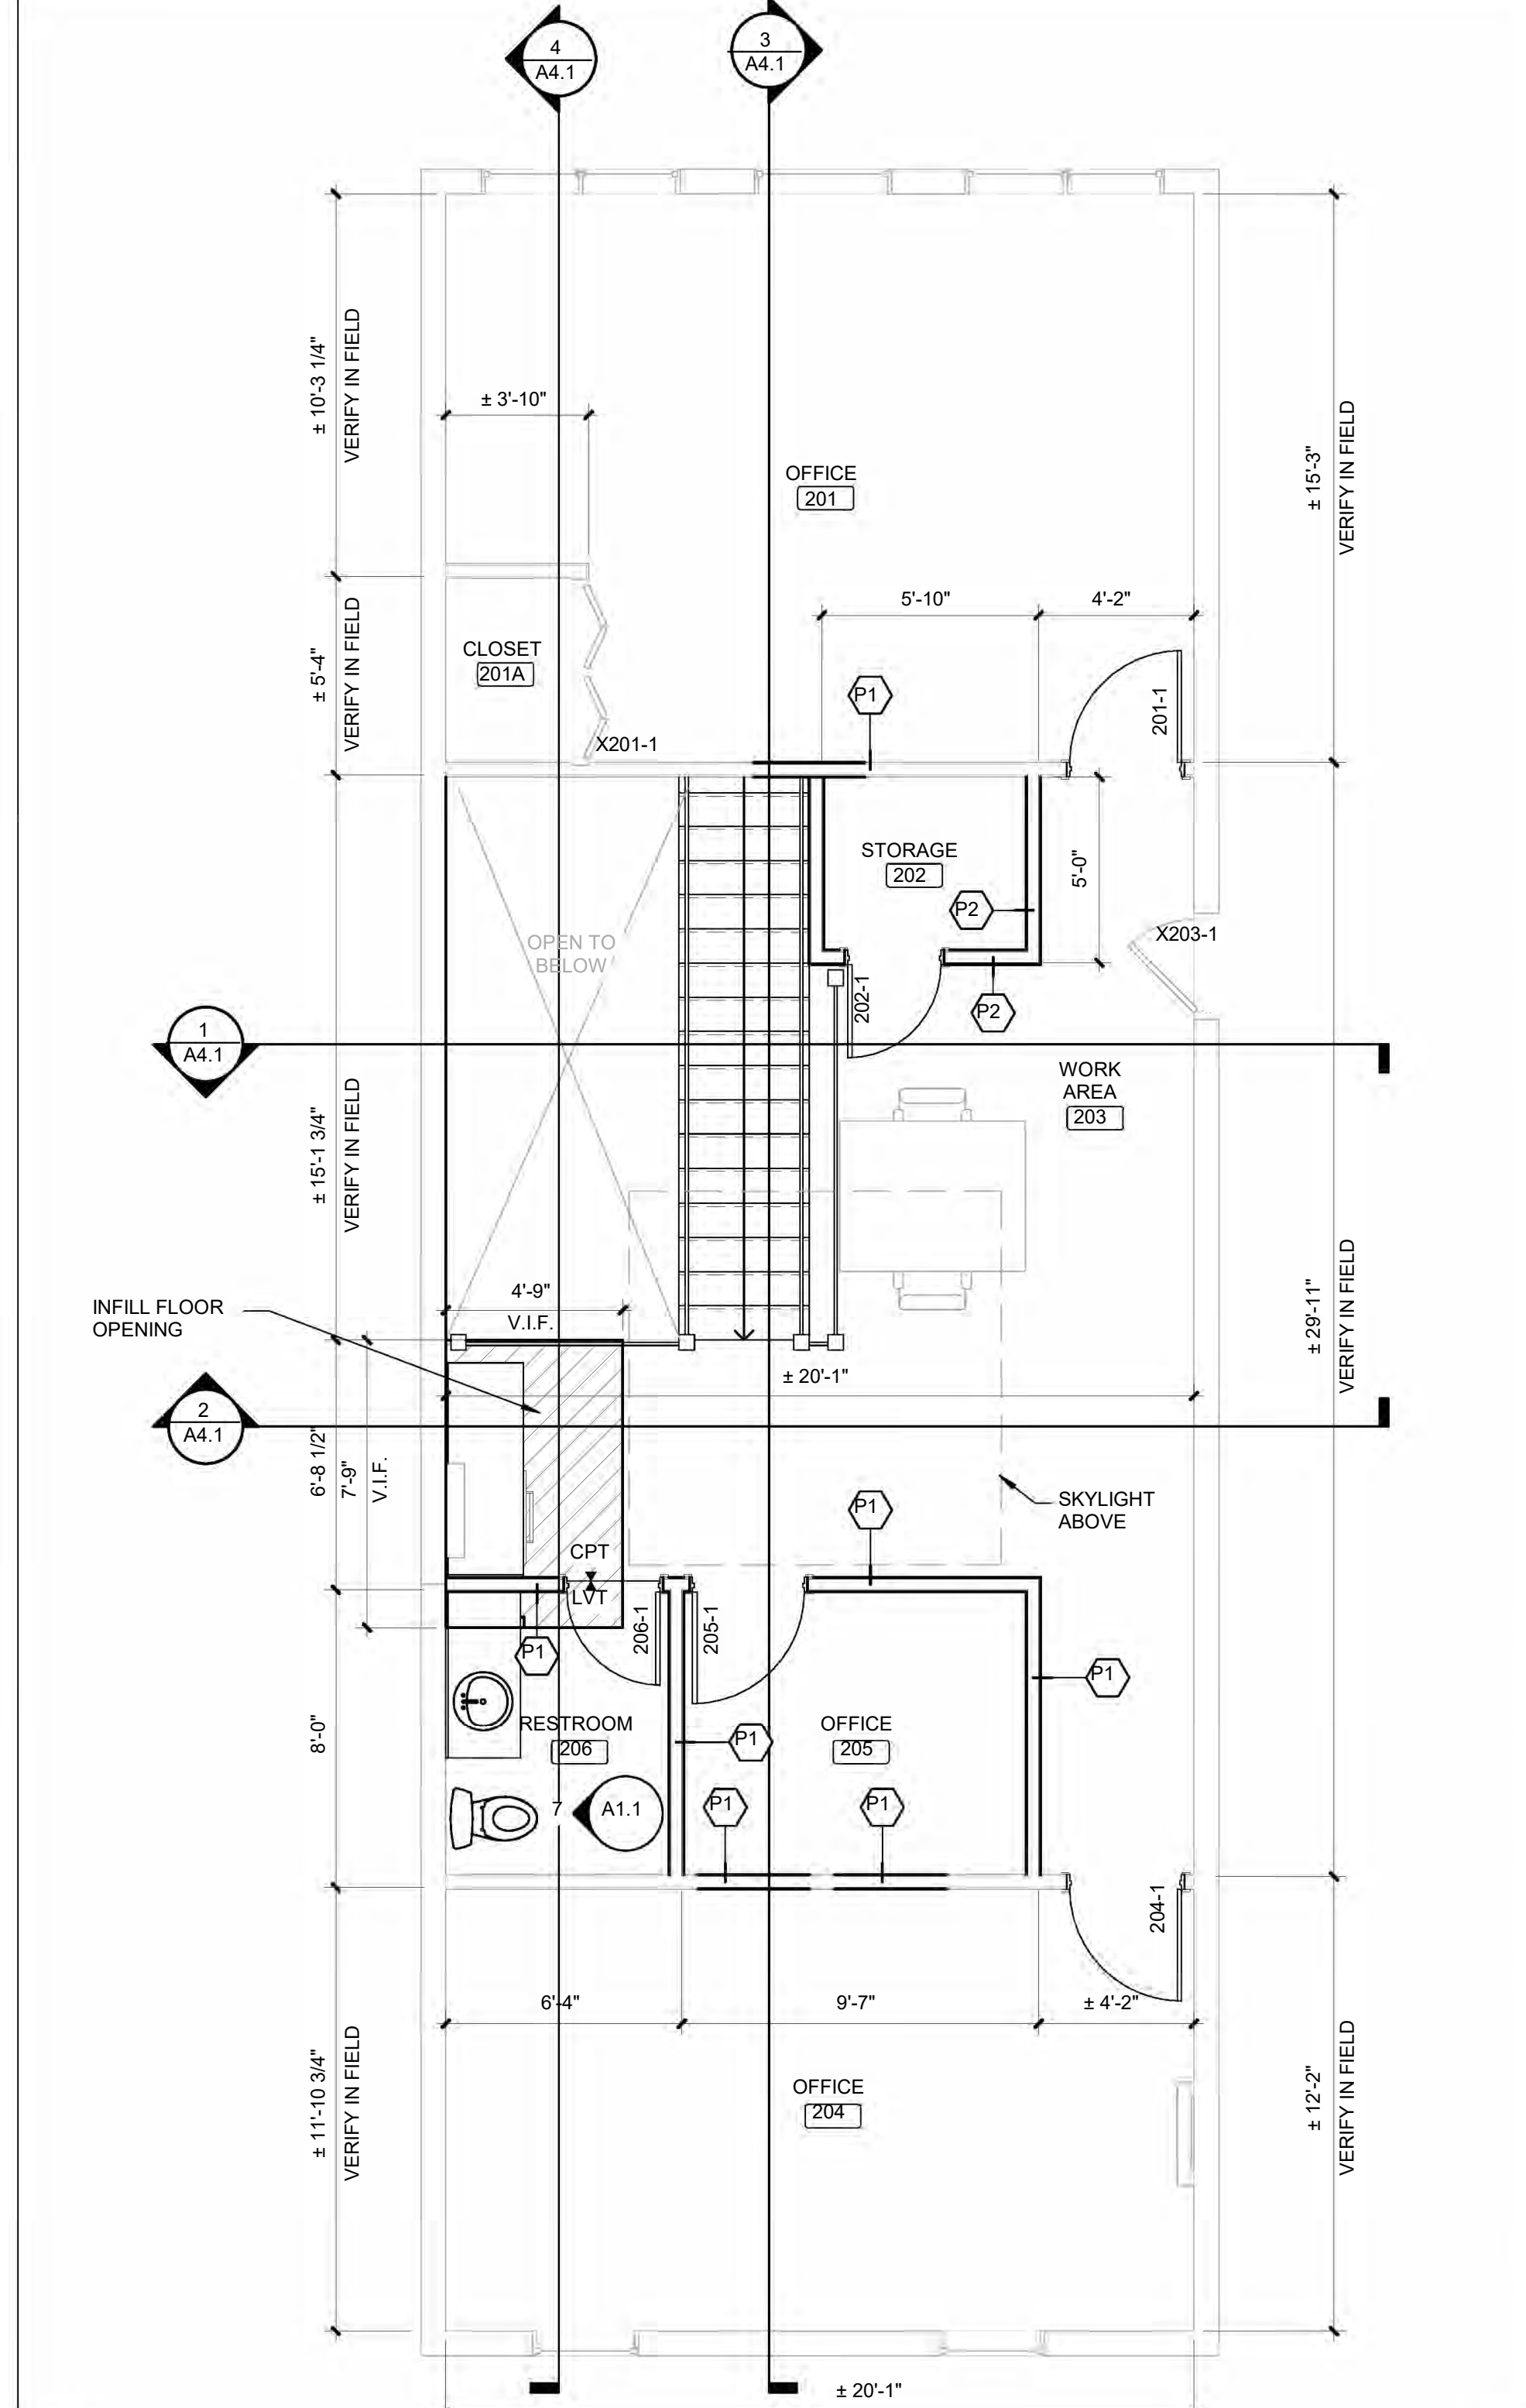 4
A4.1
3
A4.1
± 10'-3 1/4"
VERIFY IN FIELD
± 3'-10"
OFFICE
201
± 15'-3"
VERIFY IN FIELD
5'-10"
4'-2"
± 5'-4"
VERIFY IN FIELD
CLOSET
201A
P1
201-1
X201-1
STORAGE
202
5'-0"
P2
X203-1
OPEN TO
BELOW
202-1
P2
1
A4.1
WORK
AREA
203
± 15'-1 3/4"
VERIFY IN FIELD
4'-9"
V.I.F.
INFILL FLOOR
OPENING
± 29'-11"
VERIFY IN FIELD
± 20'-1"
2
A4.1
6'-8 1/2"
7'-9"
V.I.F.
P1
SKYLIGHT
ABOVE
CPT
LVT
206-1
205-1
P1
P1
8'-0"
RESTROOM
206
P1
OFFICE
205
7
A1.1
P1
P1
204-1
6'-4"
9'-7"
± 4'-2"
± 11'-10 3/4"
VERIFY IN FIELD
OFFICE
204
± 12'-2"
VERIFY IN FIELD
± 20'-1"